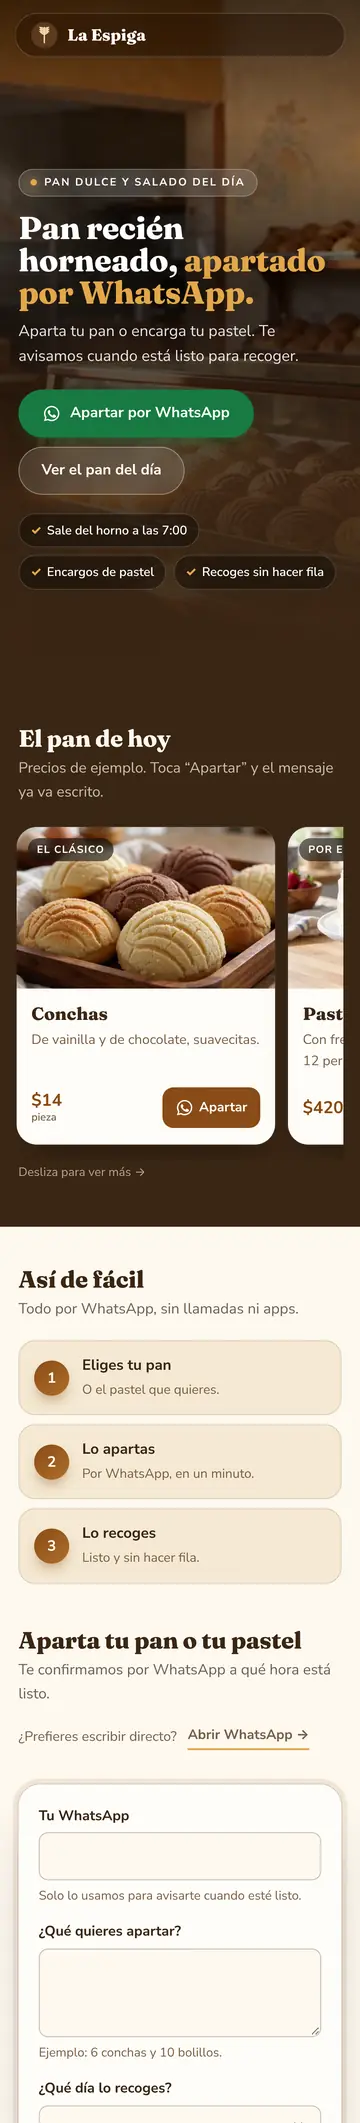 La Espiga
PAN DULCE Y SALADO DEL DÍA
Pan recién
horneado, apartado
por WhatsApp.
Aparta tu pan o encarga tu pastel. Te
avisamos cuando está listo para recoger.
Apartar por WhatsApp
Ver el pan del día
✓ Sale del horno a las 7:00
✓ Encargos de pastel
✓ Recoges sin hacer fila
El pan de hoy
Precios de ejemplo. Toca “Apartar” y el mensaje
ya va escrito.
EL CLÁSICO
Conchas
De vainilla y de chocolate, suavecitas.
$14
pieza
Apartar
POR E
Past
Con fre
12 per
$420
Desliza para ver más →
Así de fácil
Todo por WhatsApp, sin llamadas ni apps.
1
Eliges tu pan
O el pastel que quieres.
2
Lo apartas
Por WhatsApp, en un minuto.
3
Lo recoges
Listo y sin hacer fila.
Aparta tu pan o tu pastel
Te confirmamos por WhatsApp a qué hora está
listo.
¿Prefieres escribir directo? Abrir WhatsApp →
Tu WhatsApp
Solo lo usamos para avisarte cuando esté listo.
¿Qué quieres apartar?
Ejemplo: 6 conchas y 10 bolillos.
¿Qué día lo recoges?